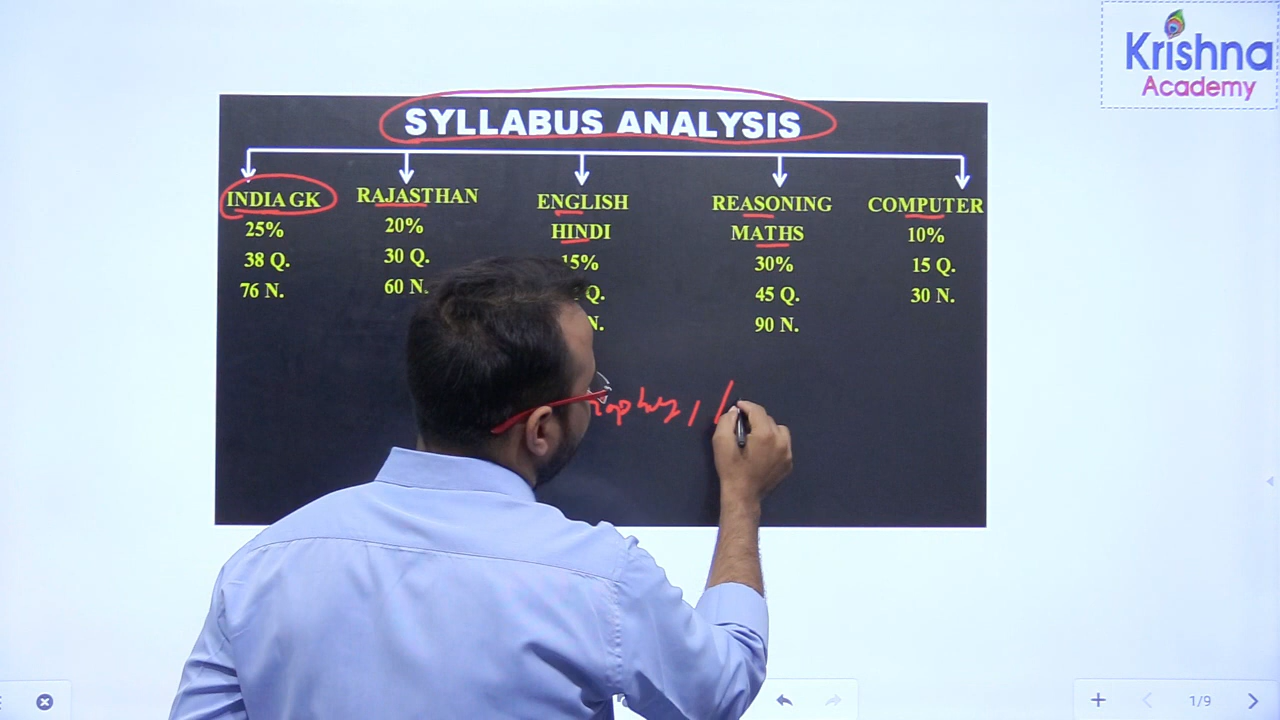 Krishna
Academy
SYLLABUS ANALYSIS
INDIA GK
25%
38 Q.
76 N.
RAJASTHAN
20%
30 Q.
60 N.
ENGLISH
HINDI
15%
Q.
N.
REASONING
MATHS
30%
45 Q.
90 N.
COMPUTER
10%
15 Q.
30 N.
1/9